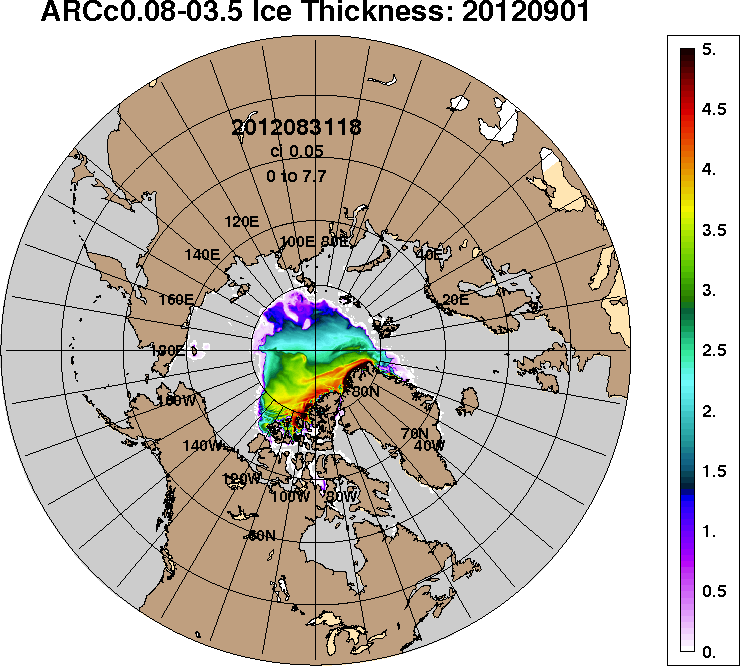 ARCc0.08-03.5 Ice Thickness: 20120901
2012083118
ci 0.05
0 to 7.7
120E
100E 80E
140E
40E
160E
20E
180E
160W
80N
140W
70N
40W
120W
100W
80W
60N
5.
4.5
4.
3.5
3.
2.5
2.
1.5
1.
0.5
0.